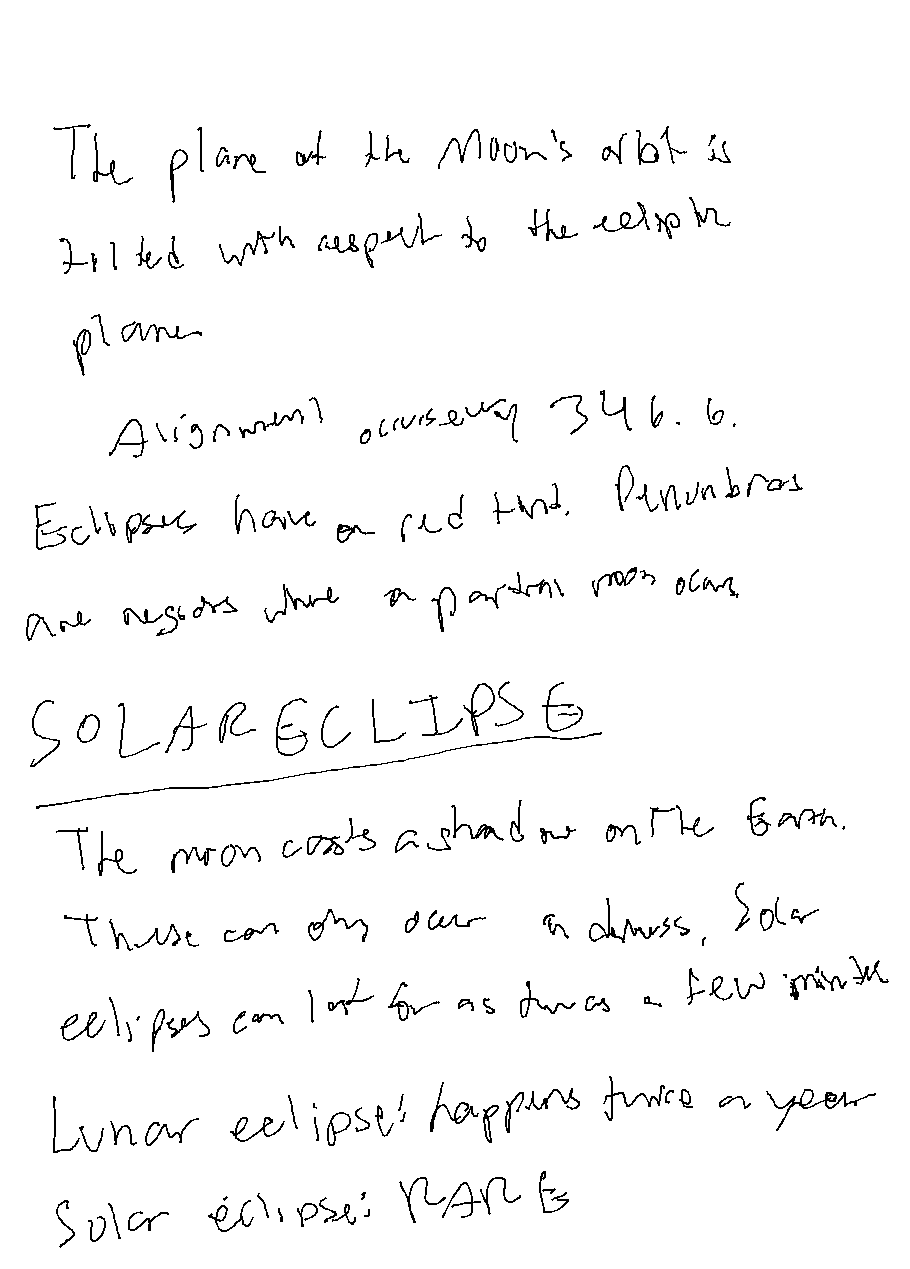 The plane of the Moon's orbit is
tilted with respect to the ecliptic
plane
Alignment occurs every 346.6.
Eclipses have a red tint. Penumbras
are regions where a partial moon occurs
SOLAR ECLIPSE
The moon casts a shadow on The Earth.
These can only occur in darkness, Solar
eclipses can last for as a few minutes
Lunar eclipse: happens twice a year
Solar eclipse: RARE